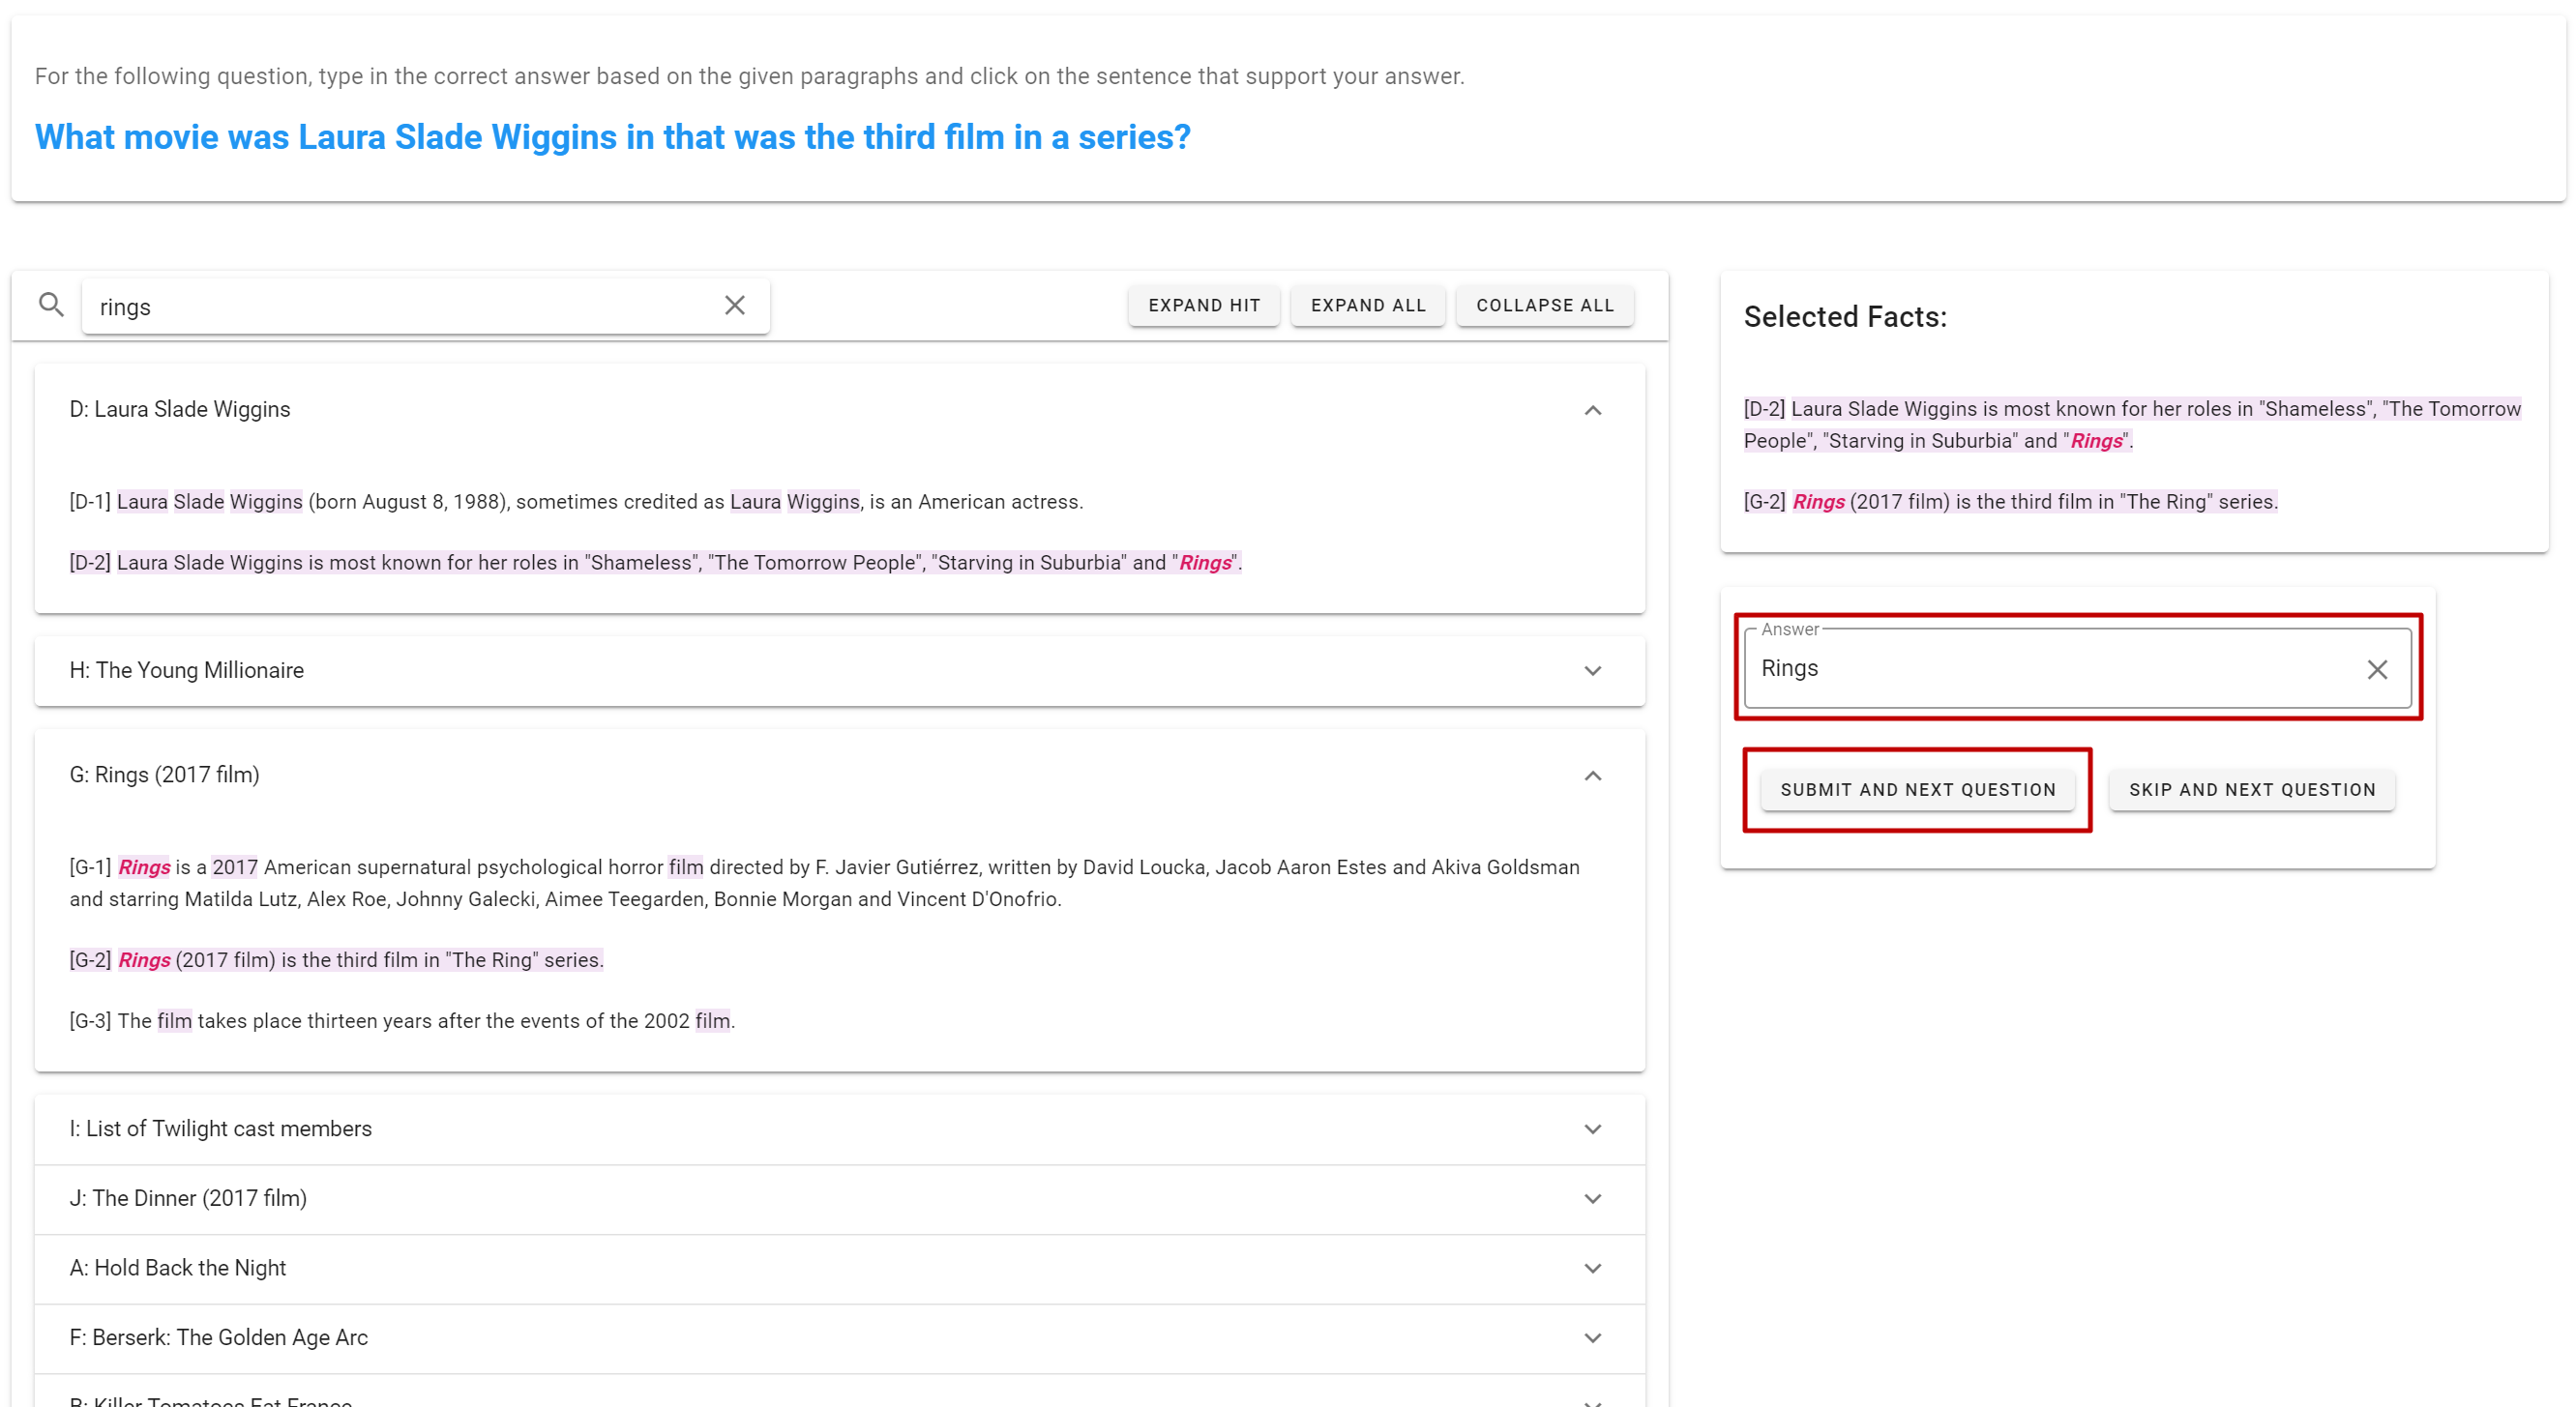 For the following question, type in the correct answer based on the given paragraphs and click on the sentence that support your answer.
What movie was Laura Slade Wiggins in that was the third film in a series?
rings
EXPAND HIT
EXPAND ALL
COLLAPSE ALL
D: Laura Slade Wiggins
[D-1] Laura Slade Wiggins (born August 8, 1988), sometimes credited as Laura Wiggins, is an American actress.
[D-2] Laura Slade Wiggins is most known for her roles in "Shameless", "The Tomorrow People", "Starving in Suburbia" and "Rings".
H: The Young Millionaire
G: Rings (2017 film)
[G-1] Rings is a 2017 American supernatural psychological horror film directed by F. Javier Gutiérrez, written by David Loucka, Jacob Aaron Estes and Akiva Goldsman
and starring Matilda Lutz, Alex Roe, Johnny Galecki, Aimee Teegarden, Bonnie Morgan and Vincent D'Onofrio.
[G-2] Rings (2017 film) is the third film in "The Ring" series.
[G-3] The film takes place thirteen years after the events of the 2002 film.
I: List of Twilight cast members
J: The Dinner (2017 film)
A: Hold Back the Night
F: Berserk: The Golden Age Arc
B: Killer Tomatoes Eat France
Selected Facts:
[D-2] Laura Slade Wiggins is most known for her roles in "Shameless", "The Tomorrow
People", "Starving in Suburbia" and "Rings".
[G-2] Rings (2017 film) is the third film in "The Ring" series.
Answer
Rings
SUBMIT AND NEXT QUESTION
SKIP AND NEXT QUESTION